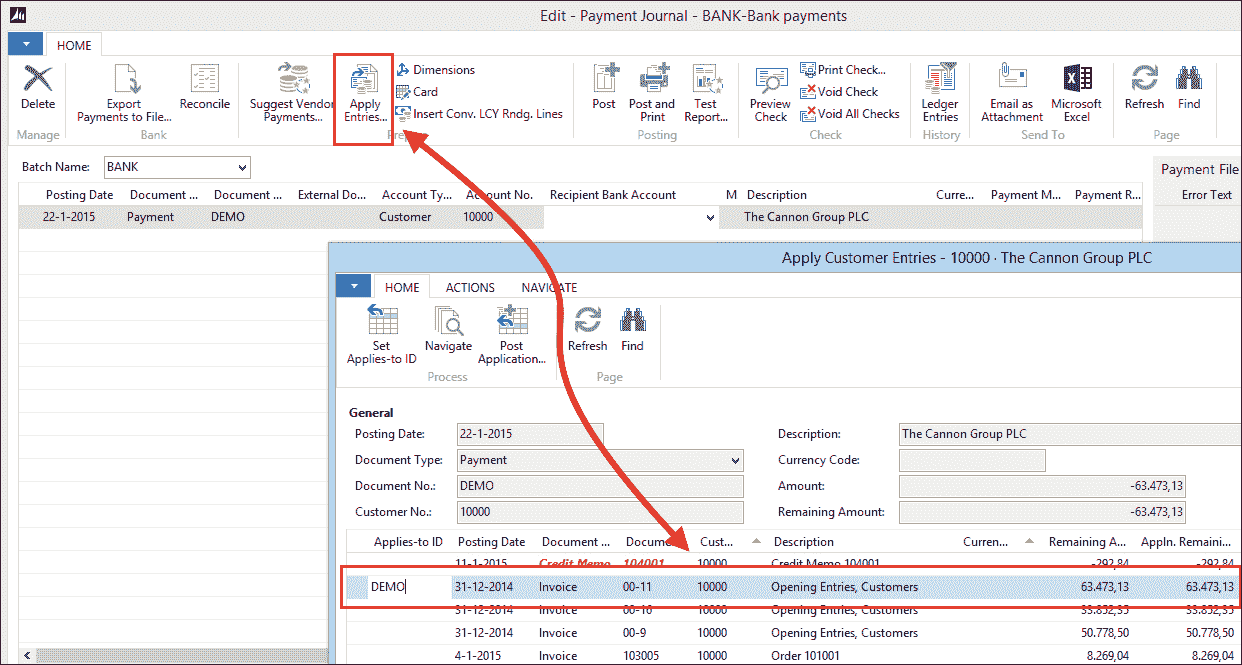 Edit - Payment Journal - BANK-Bank payments
HOME
Delete
Export Payments to File...
Reconcile
Suggest Vendor Payments...
Apply Entries...
Dimensions
Card
Insert Conv. LCY Rndg. Lines
Post
Post and Print
Test Report...
Preview Check
Print Check...
Void Check
Void All Checks
Ledger Entries
Email as Attachment
Microsoft Excel
Refresh
Find
Manage Bank Posting Check History Send To Page
Batch Name: BANK
Payment File
Posting Date Document ... Document ... External Do... Account Ty... Account No. Recipient Bank Account M Description Curre... Payment M... Payment R... Error Text
22-1-2015 Payment DEMO Customer 10000 The Cannon Group PLC
Apply Customer Entries - 10000 · The Cannon Group PLC
HOME ACTIONS NAVIGATE
Set Applies-to ID
Navigate
Post Application...
Refresh
Find
Process Page
General
Posting Date: 22-1-2015 Description: The Cannon Group PLC
Document Type: Payment Currency Code:
Document No.: DEMO Amount: -63.473,13
Customer No.: 10000 Remaining Amount: -63.473,13
Applies-to ID Posting Date Document ... Cust... Description Curren... Remaining A... Appln. Remaini...
11-1-2015 Credit Memo 104001 10000 Credit Memo 104001 -292,84 -292,84
DEMO 31-12-2014 Invoice 00-11 10000 Opening Entries, Customers 63.473,13 63.473,13
31-12-2014 Invoice 00-16 10000 Opening Entries, Customers 33.852,35 33.852,35
31-12-2014 Invoice 00-9 10000 Opening Entries, Customers 50.778,50 50.778,50
4-1-2015 Invoice 103005 10000 Order 101001 8.269,04 8.269,04